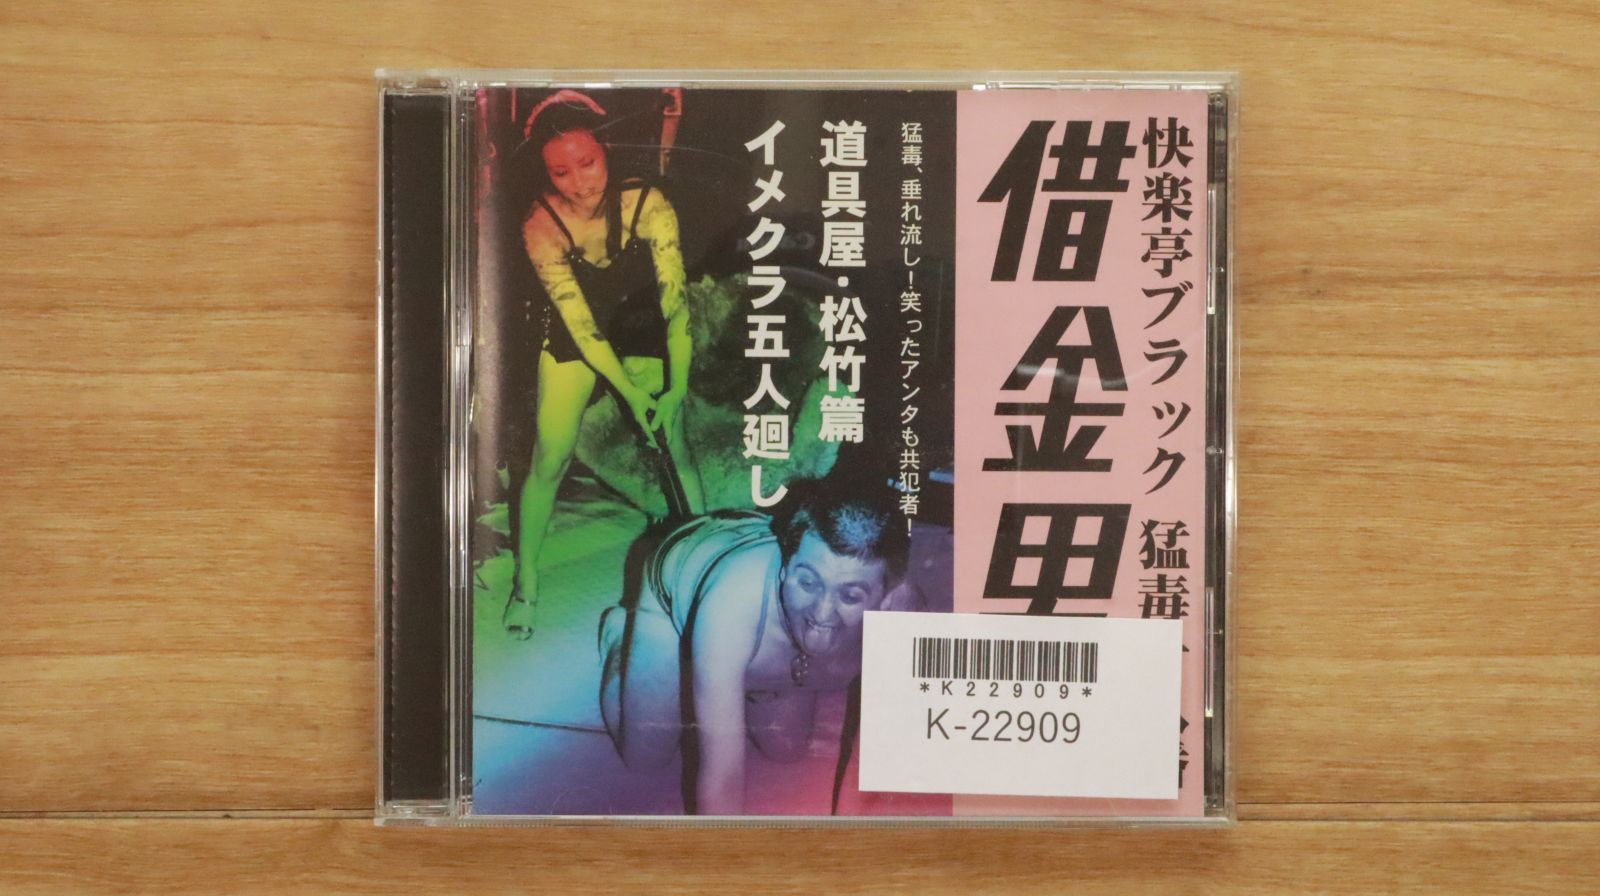 快楽亭ブラック 猛毒
借金男
猛毒、垂れ流し！笑ったアンタも共犯者！
道具屋・松竹篇
イメクラ五人廻し
*K22909*
K-22909